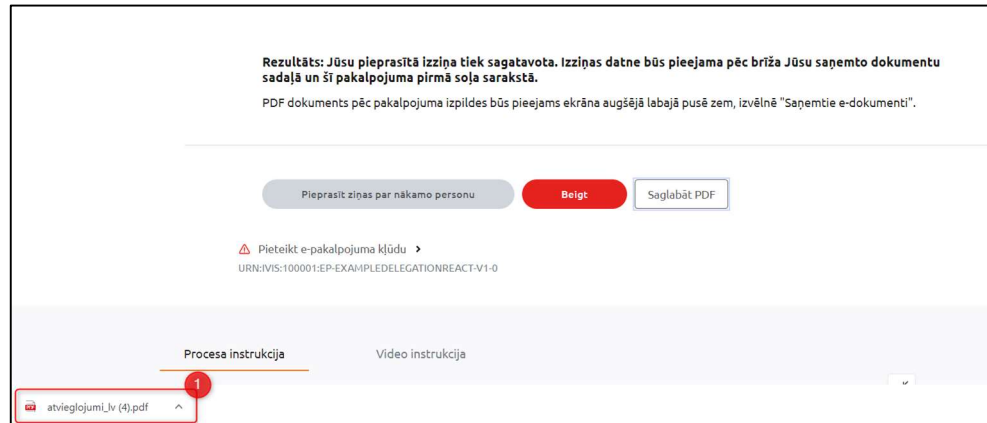 Rezultāts: Jūsu pieprasītā izziņa tiek sagatavota. Izziņas datne būs pieejama pēc brīža Jūsu saņemto dokumentu
sadaļā un šī pakalpojuma pirmā soļa sarakstā.
PDF dokuments pēc pakalpojuma izpildes būs pieejams ekrāna augšējā labajā pusē zem, izvēlnē "Saņemtie e-dokumenti".
Pieprasīt ziņas par nākamo personu
Beigt
Saglabāt PDF
Pieteikt e-pakalpojuma kļūdu
URN:IVIS:100001:EP-EXAMPLEDELEGATIONREACT-V1-0
Procesa instrukcija
Video instrukcija
1
atvieglojumi_lv (4).pdf